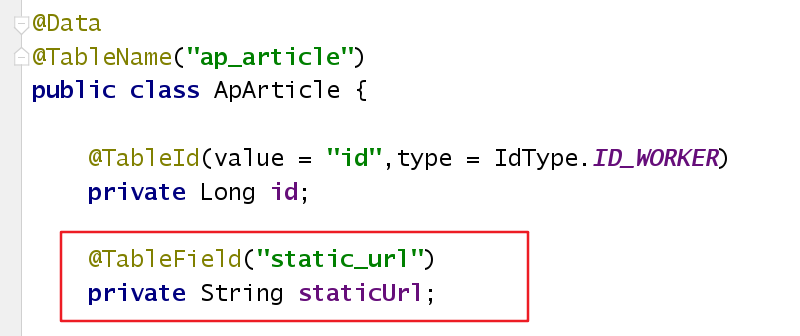 @Data
@TableName("ap_article")
public class ApArticle {
@TableId(value = "id",type = IdType.ID_WORKER)
private Long id;
@TableField("static_url")
private String staticUrl;